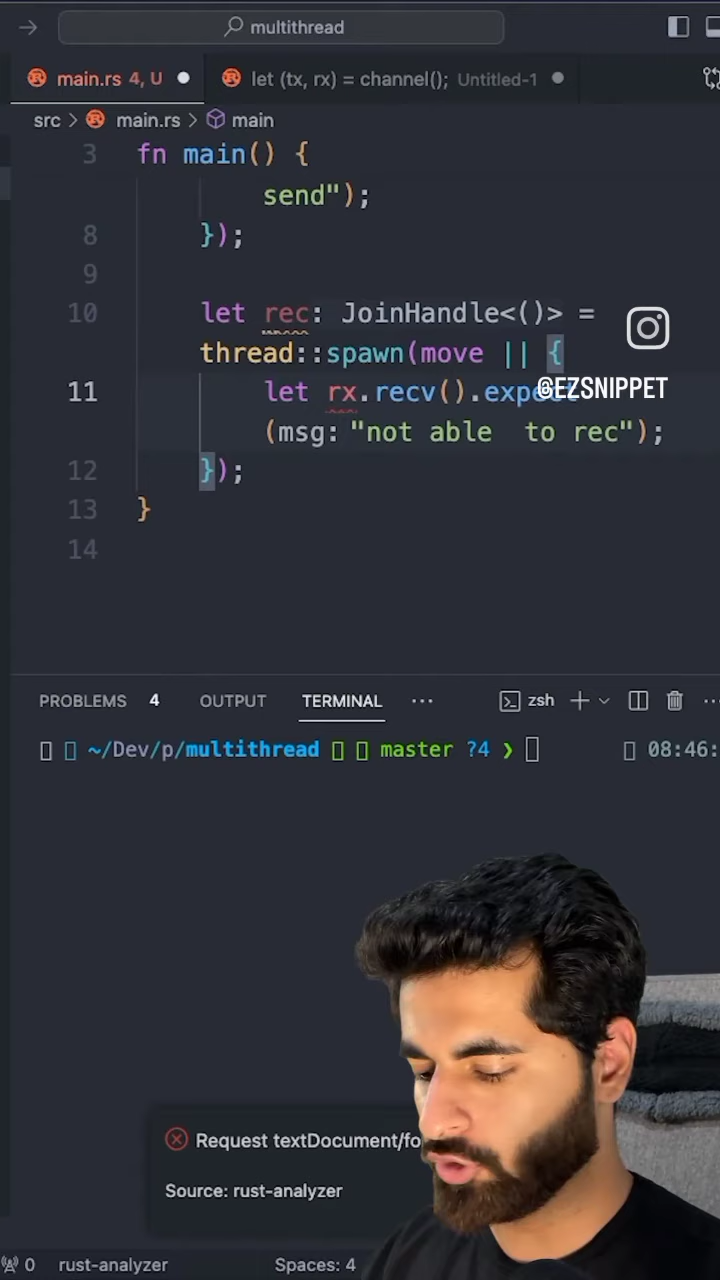 multithread
main.rs 4, U
let (tx, rx) = channel(); Untitled-1
src > main.rs > main
3 fn main() {
send");
8 });
9
10 let rec: JoinHandle<()> =
thread::spawn(move || {
11 let rx.recv().expect
@EZSNIPPET
(msg: "not able  to rec");
12 });
13 }
14
PROBLEMS 4 OUTPUT TERMINAL ··· zsh
~/Dev/p/multithread master ?4 ❯ 08:46:
Request textDocument/fo
Source: rust-analyzer
0 rust-analyzer Spaces: 4